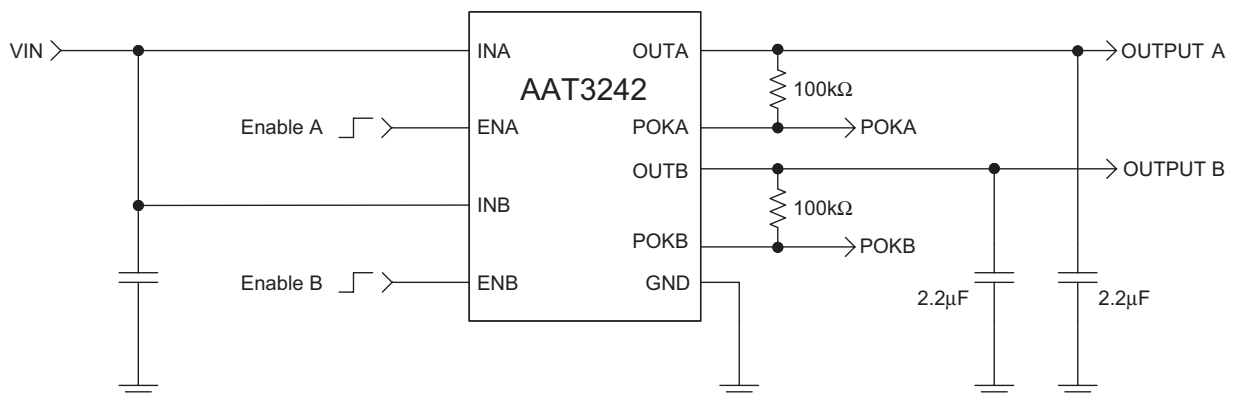 VIN
INA
OUTA
OUTPUT A
AAT3242
100kΩ
Enable A
ENA
POKA
POKA
OUTB
OUTPUT B
INB
100kΩ
POKB
POKB
Enable B
ENB
GND
2.2μF
2.2μF